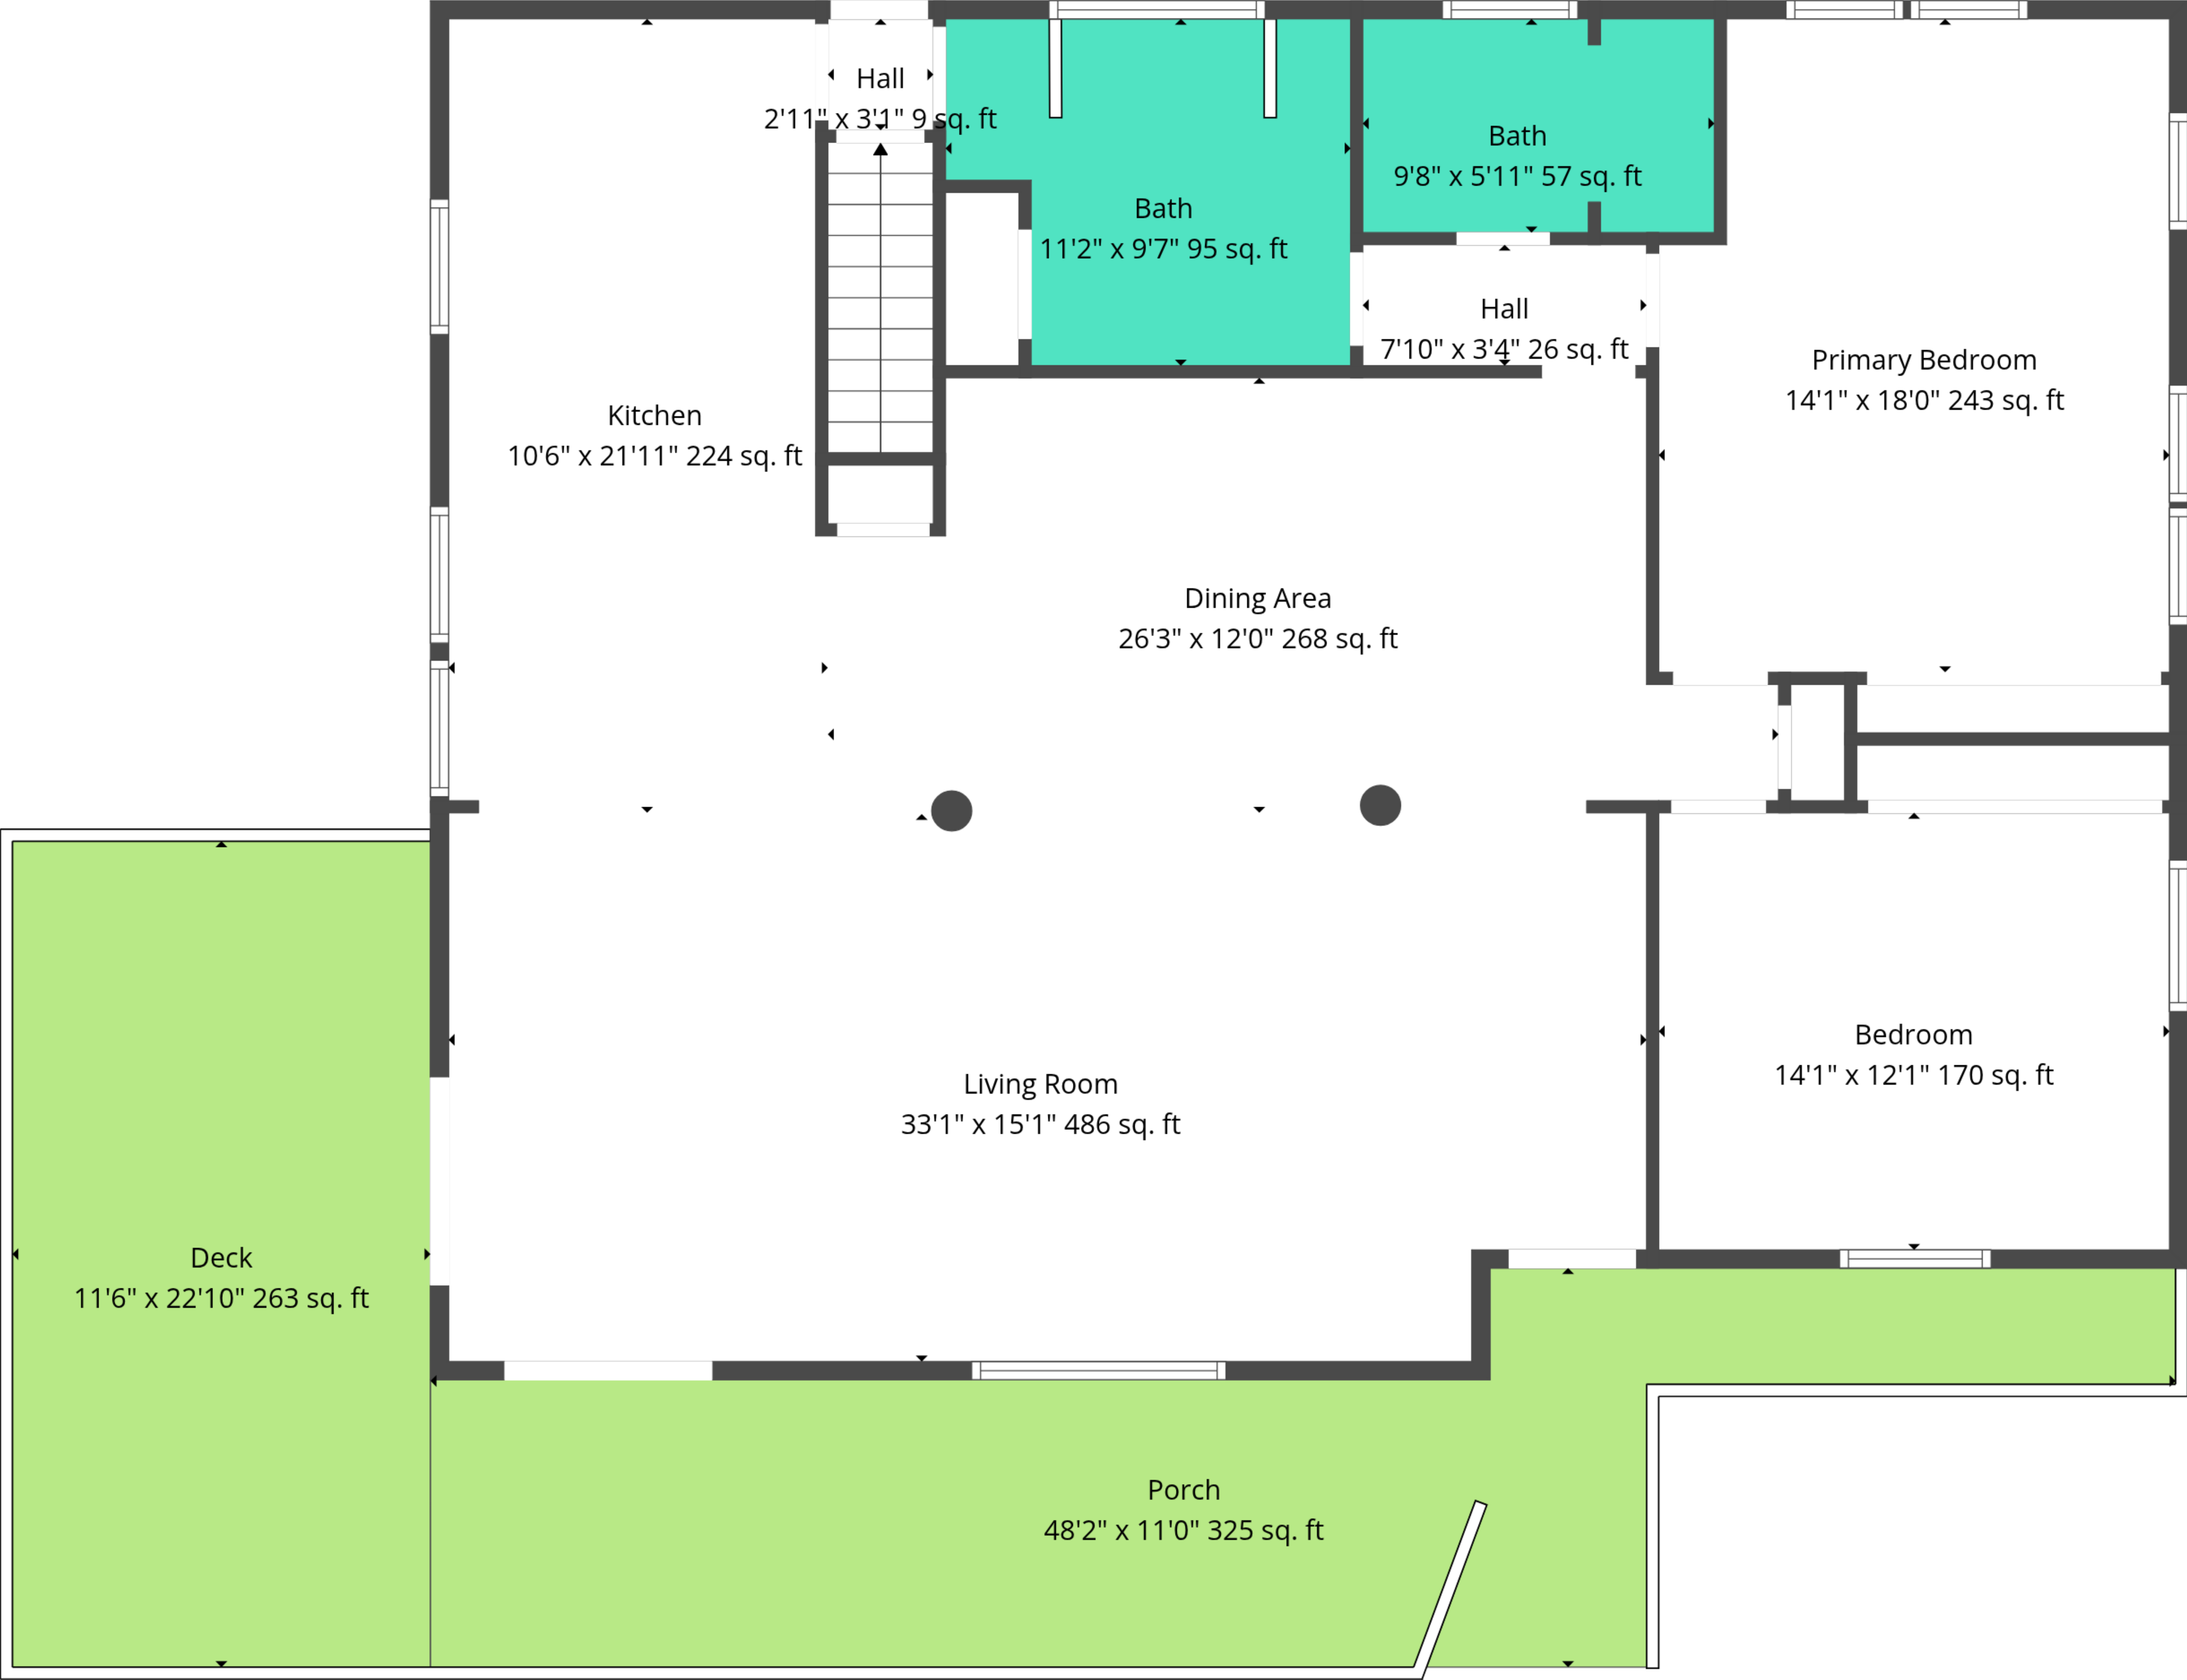 Hall
2'11" x 3'1" 9 sq. ft
Bath
9'8" x 5'11" 57 sq. ft
Bath
11'2" x 9'7" 95 sq. ft
Hall
7'10" x 3'4" 26 sq. ft
Primary Bedroom
14'1" x 18'0" 243 sq. ft
Kitchen
10'6" x 21'11" 224 sq. ft
Dining Area
26'3" x 12'0" 268 sq. ft
Bedroom
14'1" x 12'1" 170 sq. ft
Living Room
33'1" x 15'1" 486 sq. ft
Deck
11'6" x 22'10" 263 sq. ft
Porch
48'2" x 11'0" 325 sq. ft